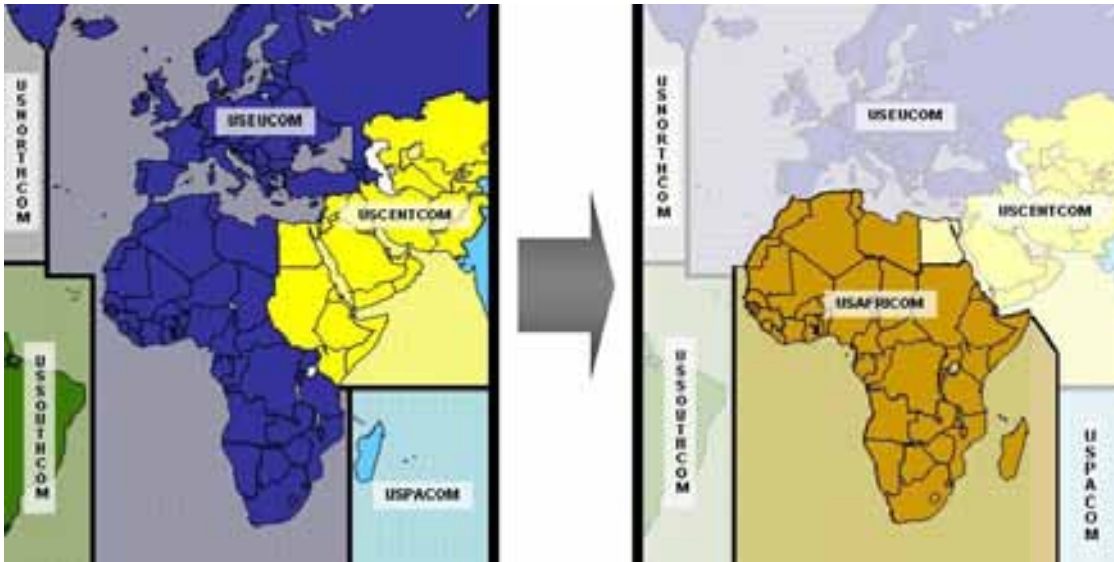 USNORTHCOM
USEUCOM
USCENTCOM
USSOUTHCOM
USPACOM
USNORTHCOM
USEUCOM
USCENTCOM
USAFRICOM
USSOUTHCOM
USPACOM